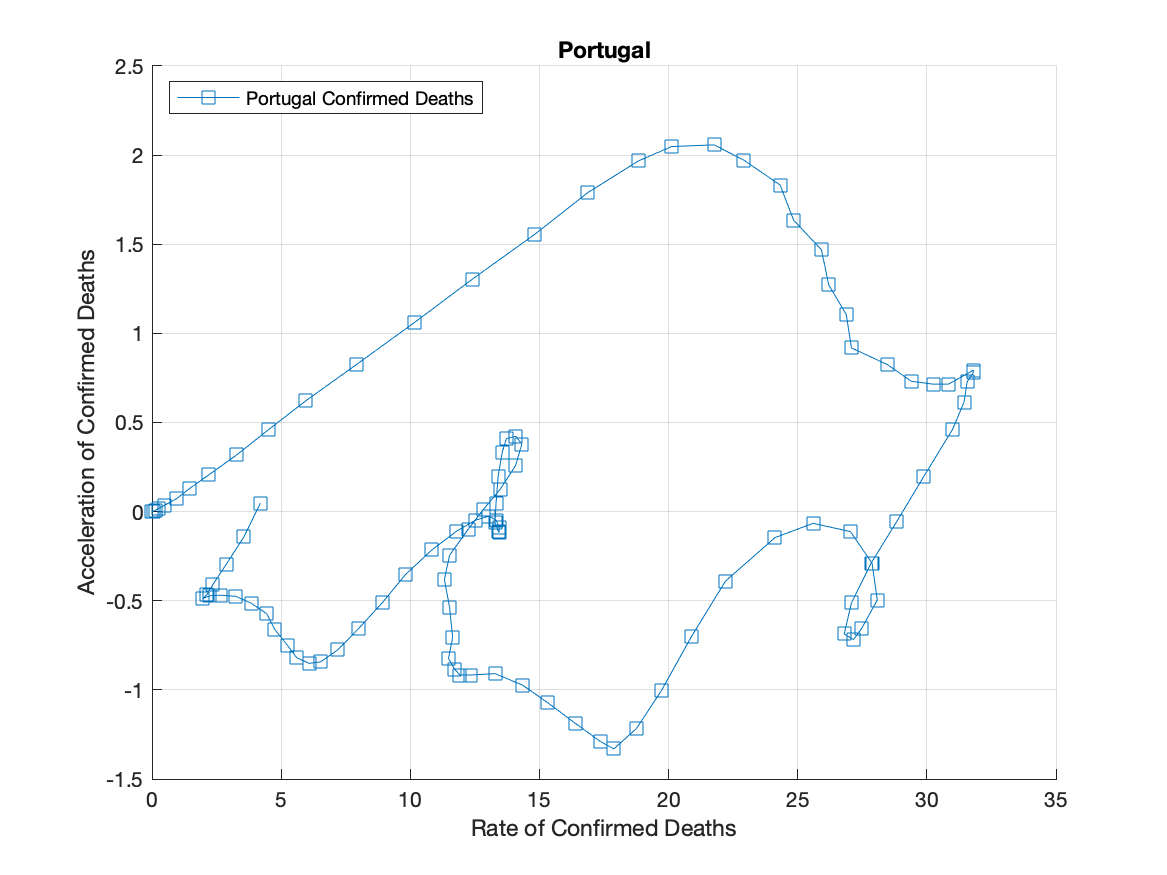 Portugal
2.5
Portugal Confirmed Deaths
2
1.5
1
0.5
0
-0.5
-1
-1.5
Acceleration of Confirmed Deaths
0 5 10 15 20 25 30 35
Rate of Confirmed Deaths